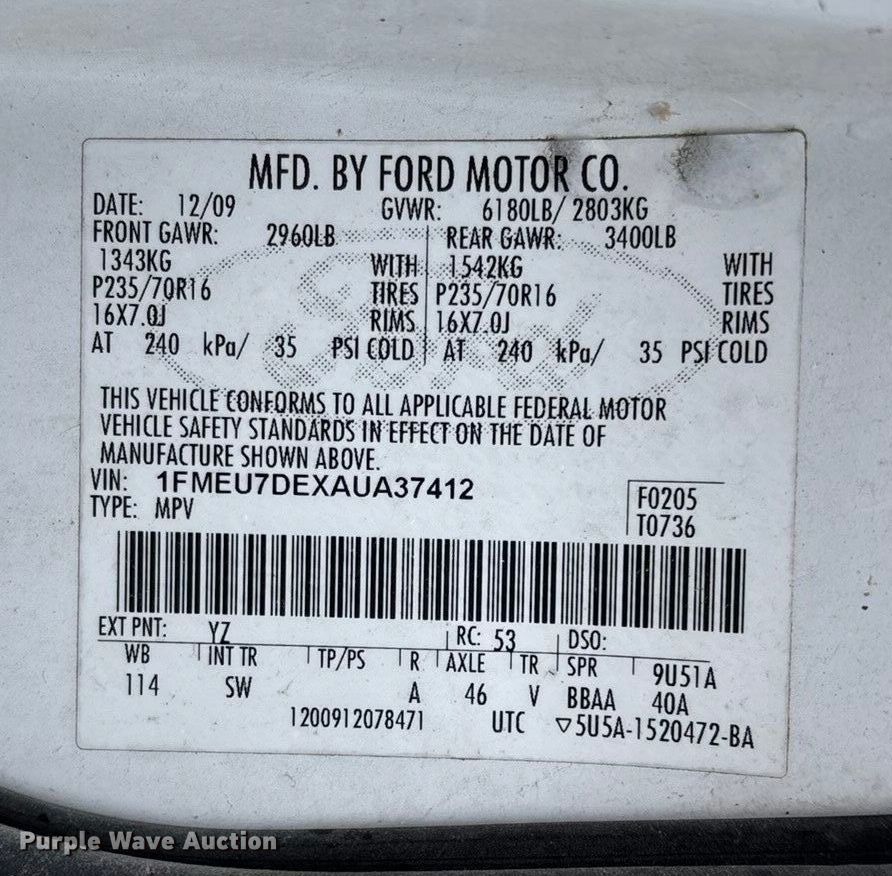 MFD. BY FORD MOTOR CO.
DATE: 12/09 GVWR: 6180LB/ 2803KG
FRONT GAWR: 2960LB REAR GAWR: 3400LB
1343KG WITH 1542KG WITH
P235/70R16 TIRES P235/70R16 TIRES
16X7.0J RIMS 16X7.0J RIMS
AT 240 kPa/ 35 PSI COLD AT 240 kPa/ 35 PSI COLD
THIS VEHICLE CONFORMS TO ALL APPLICABLE FEDERAL MOTOR
VEHICLE SAFETY STANDARDS IN EFFECT ON THE DATE OF
MANUFACTURE SHOWN ABOVE.
VIN: 1FMEU7DEXAUA37412 F0205
TYPE: MPV T0736
EXT PNT: YZ RC: 53 DSO:
WB INT TR TP/PS R AXLE TR SPR 9U51A
114 SW A 46 V BBAA 40A
1200912078471 UTC ▽5U5A-1520472-BA
Purple Wave Auction